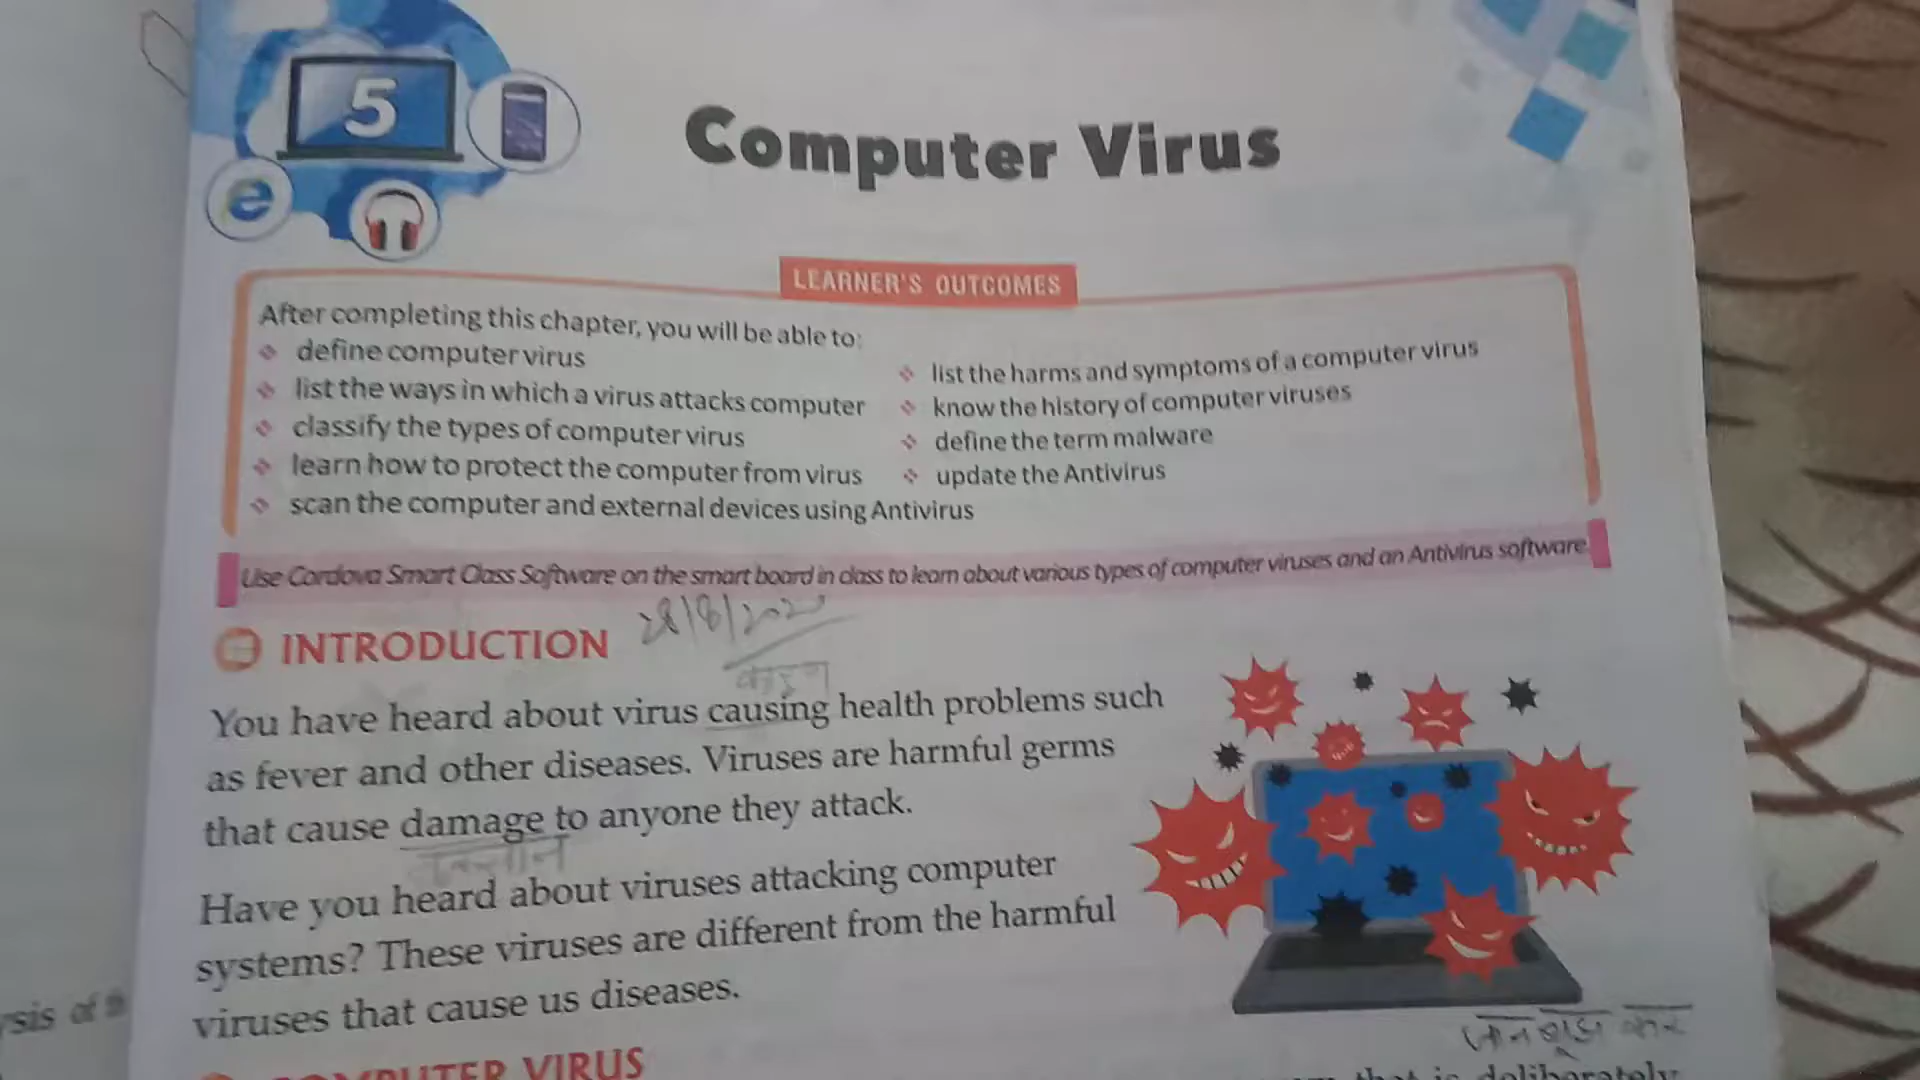 5
Computer Virus
LEARNER'S OUTCOMES
After completing this chapter, you will be able to:
define computer virus
list the ways in which a virus attacks computer
classify the types of computer virus
learn how to protect the computer from virus
scan the computer and external devices using Antivirus
list the harms and symptoms of a computer virus
know the history of computer viruses
define the term malware
update the Antivirus
Use Cordova Smart Class Software on the smart board in class to learn about various types of computer viruses and an Antivirus software.
INTRODUCTION
You have heard about virus causing health problems such
as fever and other diseases. Viruses are harmful germs
that cause damage to anyone they attack.
Have you heard about viruses attacking computer
systems? These viruses are different from the harmful
viruses that cause us diseases.
जान बूझ कर
COMPUTER VIRUS
that is deliberately